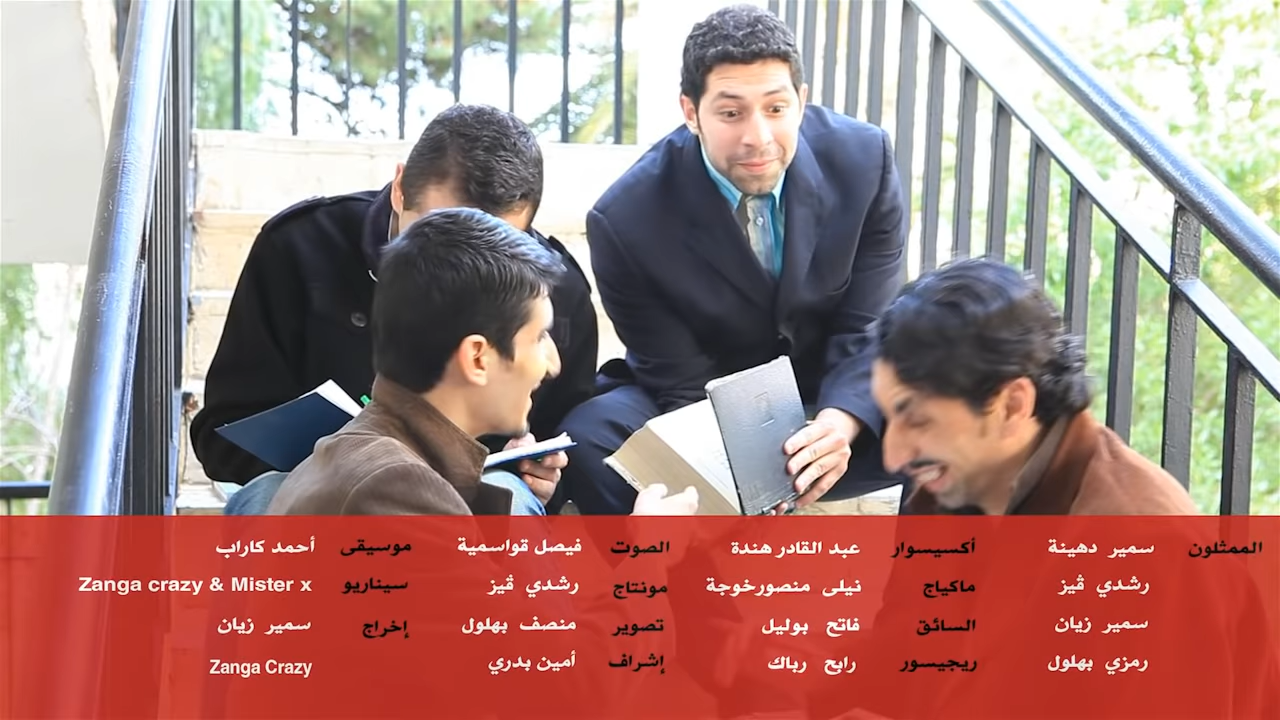 الممثلون سمير دهينة أكسيسوار عبد القادر هندة الصوت فيصل قواسمية موسيقى أحمد كاراب
رشدي ڤيز ماكياج نيلى منصورخوجة مونتاج رشدي ڤيز سيناريو Zanga crazy & Mister x
سمير زيان السائق فاتح بوليل تصوير منصف بهلول إخراج سمير زيان
رمزي بهلول ريجيسور رابح رباك إشراف أمين بدري Zanga Crazy